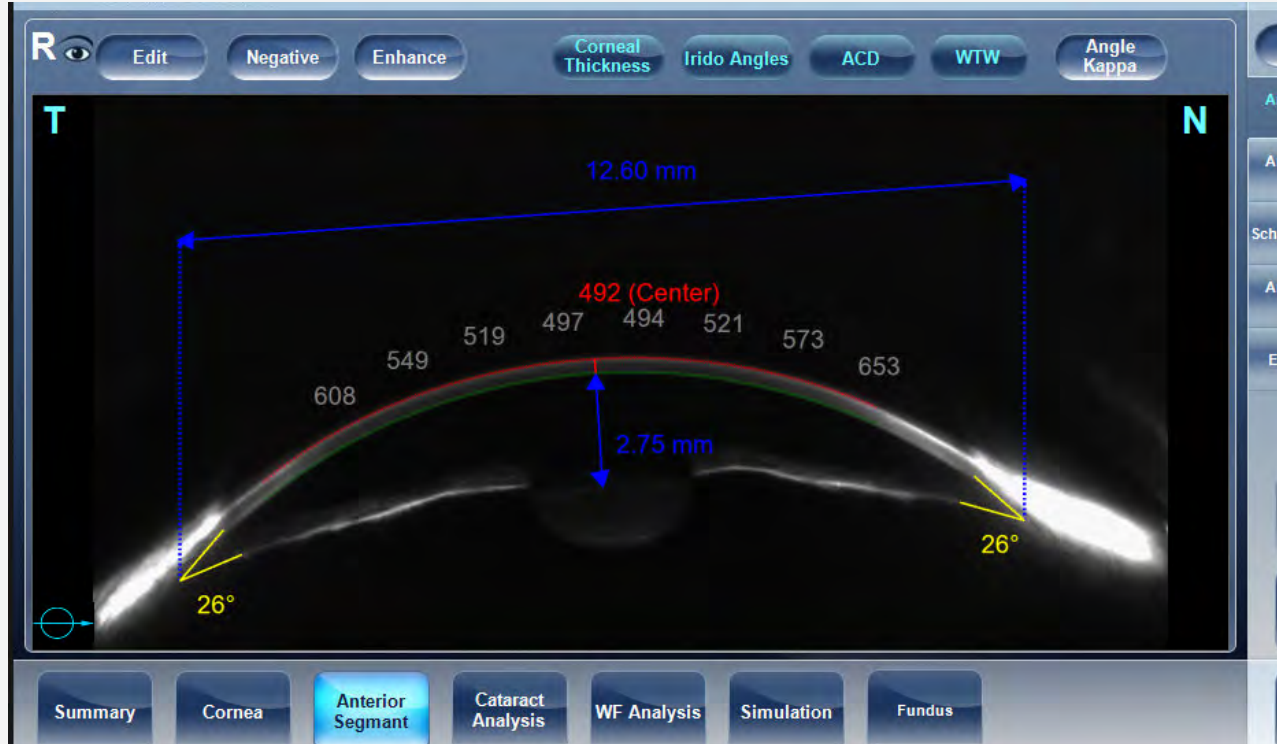 R
Edit
Negative
Enhance
Corneal
Thickness
Irido Angles
ACD
WTW
Angle
Kappa
T
N
12.60 mm
492 (Center)
608
549
519
497
494
521
573
653
2.75 mm
26°
26°
A
A
Sch
A
E
Summary
Cornea
Anterior
Segmant
Cataract
Analysis
WF Analysis
Simulation
Fundus